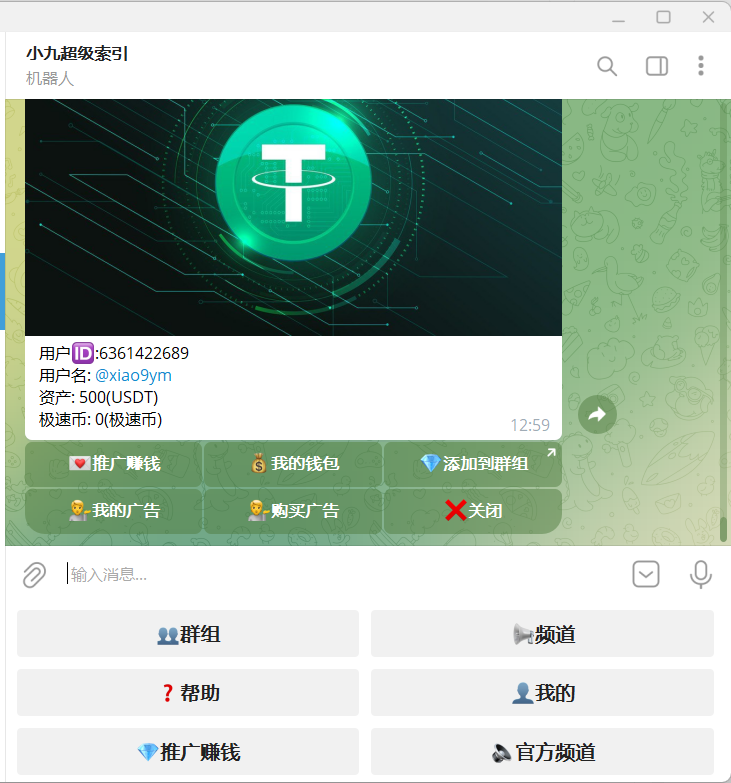 小九超级索引
机器人
用户🆔:6361422689
用户名: @xiao9ym
资产: 500(USDT)
极速币: 0(极速币)
12:59
💌推广赚钱
💰我的钱包
💎添加到群组
👨‍💼我的广告
👨‍💼购买广告
❌关闭
输入消息...
👥群组
📢频道
❓帮助
👤我的
💎推广赚钱
🔊官方频道